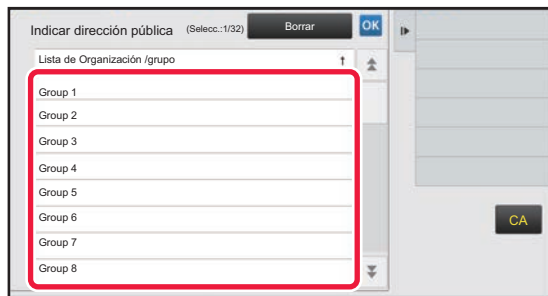 Indicar dirección pública (Selecc.:1/32) Borrar OK
Lista de Organización /grupo
Group 1
Group 2
Group 3
Group 4
Group 5
Group 6
Group 7
Group 8
CA